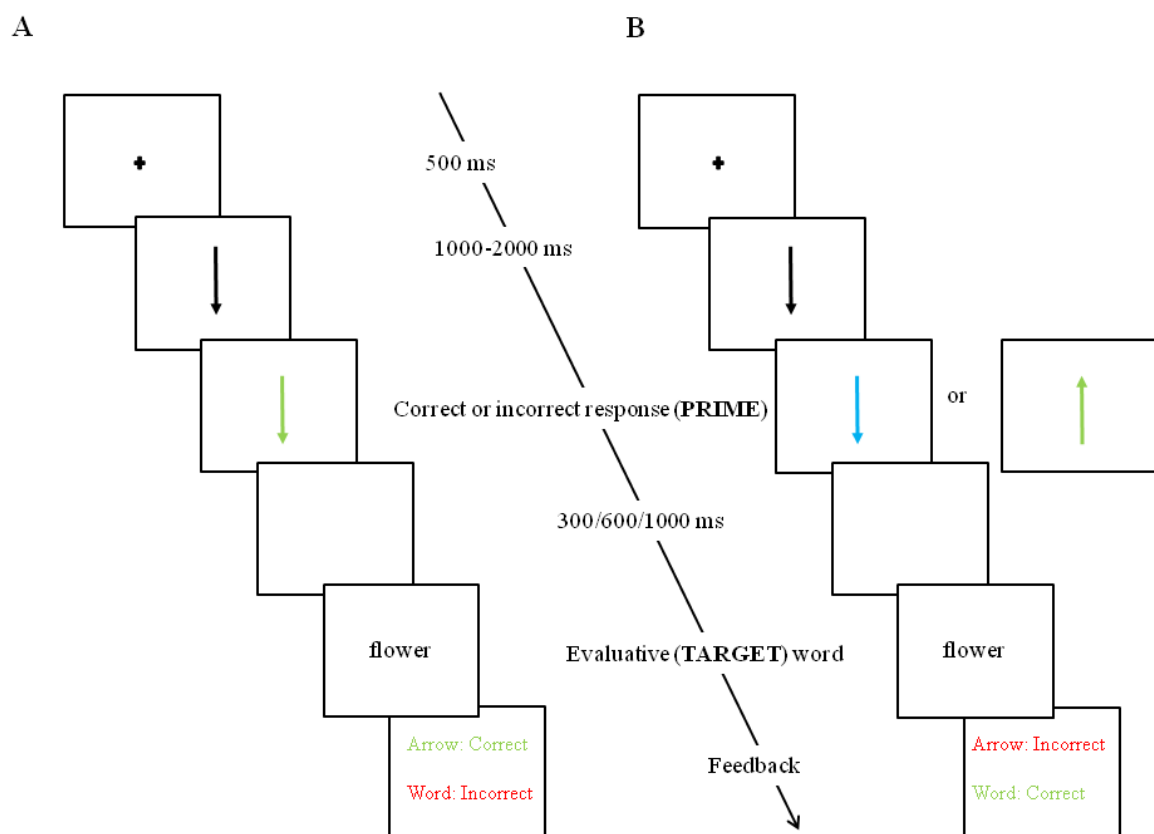 A
B
500 ms
1000-2000 ms
Correct or incorrect response (PRIME)
or
300/600/1000 ms
flower
Evaluative (TARGET) word
flower
Arrow: Correct
Word: Incorrect
Feedback
Arrow: Incorrect
Word: Correct